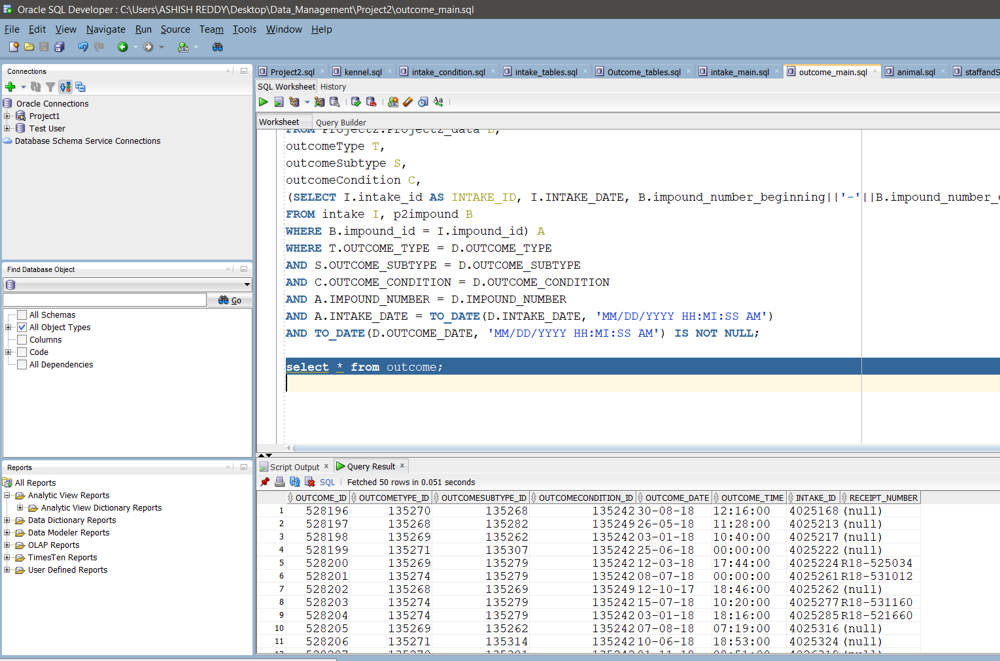 Oracle SQL Developer : C:\Users\ASHISH REDDY\Desktop\Data_Management\Project2\outcome_main.sql
File Edit View Navigate Run Source Team Tools Window Help
Connections
Oracle Connections
Project1
Test User
Database Schema Service Connections
Find Database Object
Go
All Schemas
All Object Types
Columns
Code
All Dependencies
Reports
All Reports
Analytic View Reports
Analytic View Dictionary Reports
Data Dictionary Reports
Data Modeler Reports
OLAP Reports
TimesTen Reports
User Defined Reports
Project2.sql kennel.sql intake_condition.sql intake_tables.sql Outcome_tables.sql intake_main.sql outcome_main.sql animal.sql staffandS
SQL Worksheet History
Worksheet Query Builder
FROM Project2.Project2_data D,
outcomeType T,
outcomeSubtype S,
outcomeCondition C,
(SELECT I.intake_id AS INTAKE_ID, I.INTAKE_DATE, B.impound_number_beginning||'-'||B.impound_number_e
FROM intake I, p2impound B
WHERE B.impound_id = I.impound_id) A
WHERE T.OUTCOME_TYPE = D.OUTCOME_TYPE
AND S.OUTCOME_SUBTYPE = D.OUTCOME_SUBTYPE
AND C.OUTCOME_CONDITION = D.OUTCOME_CONDITION
AND A.IMPOUND_NUMBER = D.IMPOUND_NUMBER
AND A.INTAKE_DATE = TO_DATE(D.INTAKE_DATE, 'MM/DD/YYYY HH:MI:SS AM')
AND TO_DATE(D.OUTCOME_DATE, 'MM/DD/YYYY HH:MI:SS AM') IS NOT NULL;
select * from outcome;
Script Output x Query Result x
SQL | Fetched 50 rows in 0.051 seconds
OUTCOME_ID OUTCOMETYPE_ID OUTCOMESUBTYPE_ID OUTCOMECONDITION_ID OUTCOME_DATE OUTCOME_TIME INTAKE_ID RECEIPT_NUMBER
1 528196 135270 135268 135242 30-08-18 12:16:00 4025168 (null)
2 528197 135268 135282 135249 26-05-18 11:28:00 4025213 (null)
3 528198 135269 135262 135242 03-01-18 10:40:00 4025217 (null)
4 528199 135271 135307 135242 25-06-18 00:00:00 4025222 (null)
5 528200 135269 135279 135242 12-03-18 17:44:00 4025224 R18-525034
6 528201 135274 135279 135242 08-07-18 00:00:00 4025261 R18-531012
7 528202 135268 135269 135249 12-10-17 18:46:00 4025262 (null)
8 528203 135274 135279 135242 15-07-18 10:20:00 4025277 R18-531160
9 528204 135274 135279 135242 03-01-18 18:16:00 4025285 R18-521660
10 528205 135269 135262 135242 07-08-18 07:19:00 4025316 (null)
11 528206 135271 135314 135242 10-06-18 18:53:00 4025324 (null)